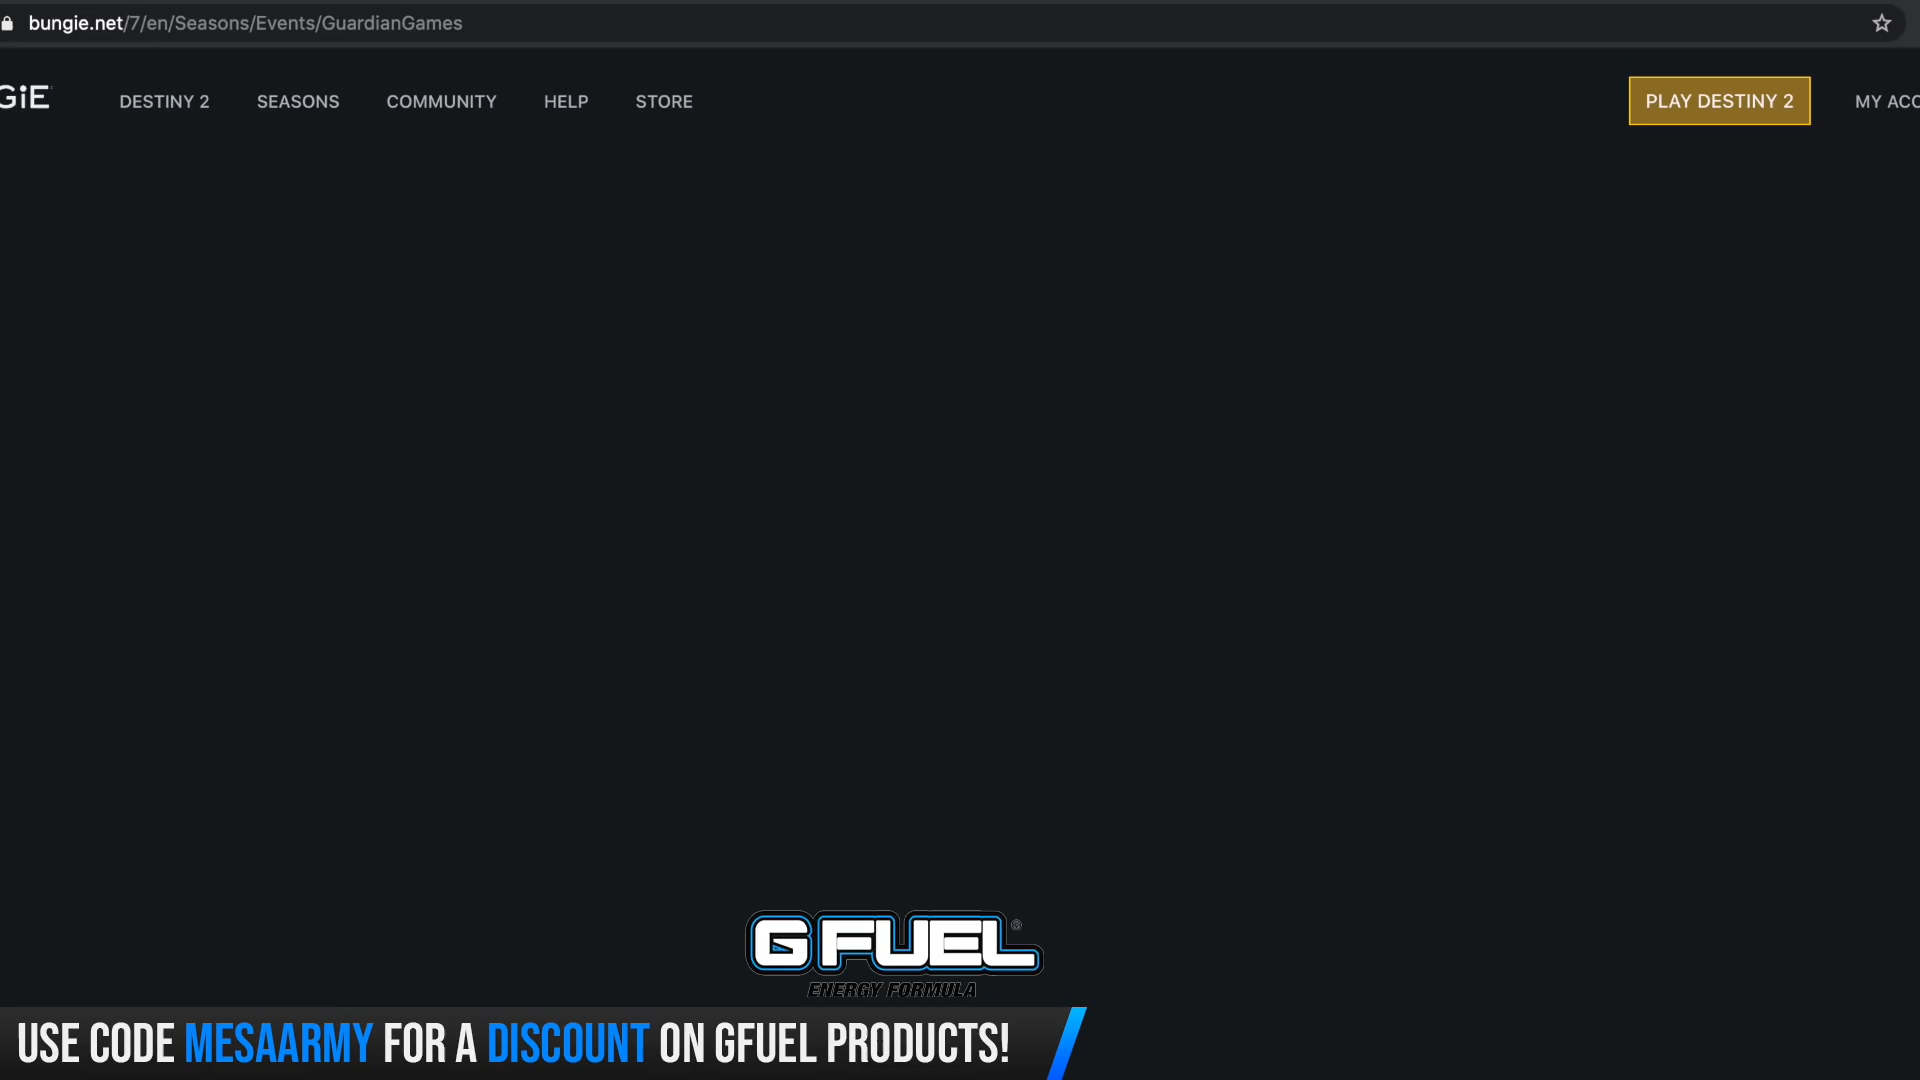 bungie.net/7/en/Seasons/Events/GuardianGames
GiE DESTINY 2 SEASONS COMMUNITY HELP STORE PLAY DESTINY 2 MY ACC
G FUEL®
ENERGY FORMULA
USE CODE MESAARMY FOR A DISCOUNT ON GFUEL PRODUCTS!